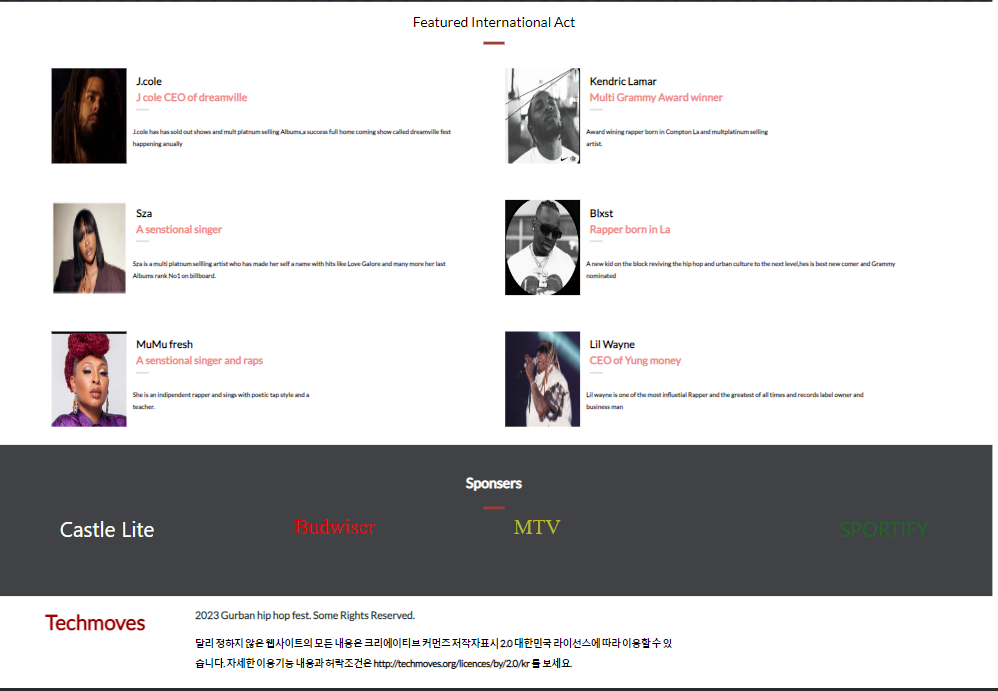 Featured International Act
J.cole
J cole CEO of dreamville
J.cole has has sold out shows and mult platnum selling Albums,a success full home coming show called dreamville fest
happening anually
Kendric Lamar
Multi Grammy Award winner
Award wining rapper born in Compton La and multplatinum selling
artist.
Sza
A senstional singer
Sza is a multi platnum sellling artist who has made her self a name with hits like Love Galore and many more her last
Albums rank No1 on billboard.
Blxst
Rapper born in La
A new kid on the block reviving the hip hop and urban culture to the next level,hes is best new comer and Grammy
nominated
MuMu fresh
A senstional singer and raps
She is an indipendent rapper and sings with poetic tap style and a
teacher.
Lil Wayne
CEO of Yung money
Lil wayne is one of the most influetial Rapper and the greatest of all times and records label owner and
business man
Sponsers
Castle Lite
Budwiser
MTV
SPORTIFY
Techmoves
2023 Gurban hip hop fest. Some Rights Reserved.
달리 정하지 않은 웹사이트의 모든 내용은 크리에이티브 커먼즈 저작자표시 2.0 대한민국 라이선스에 따라 이용할 수 있
습니다. 자세한 이용기능 내용과 허락조건은 http://techmoves.org/licences/by/2.0/kr 를 보세요.